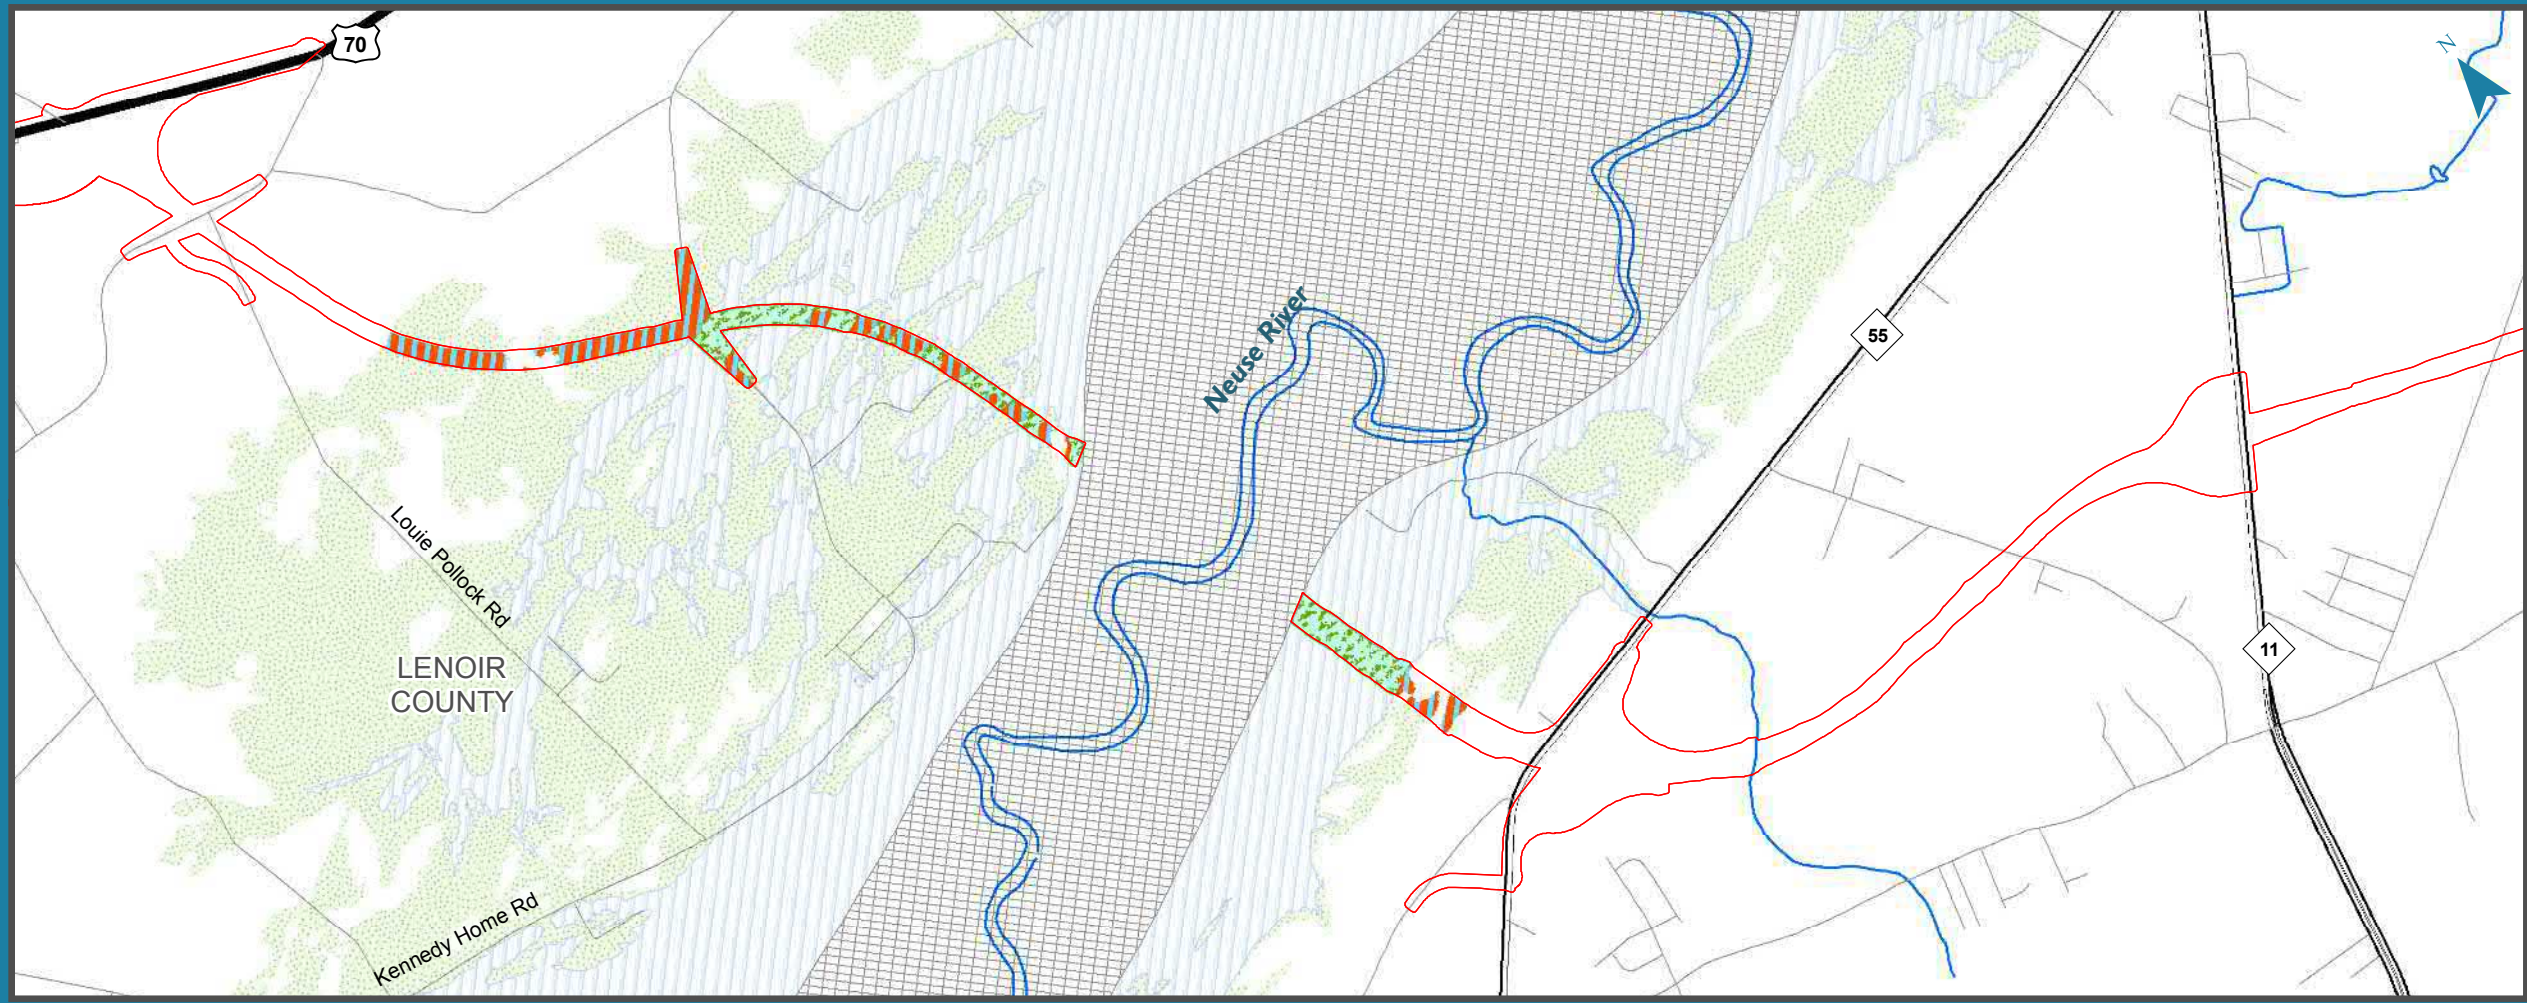 70
N
Neuse River
55
Louie Pollock Rd
LENOIR
COUNTY
11
Kennedy Home Rd